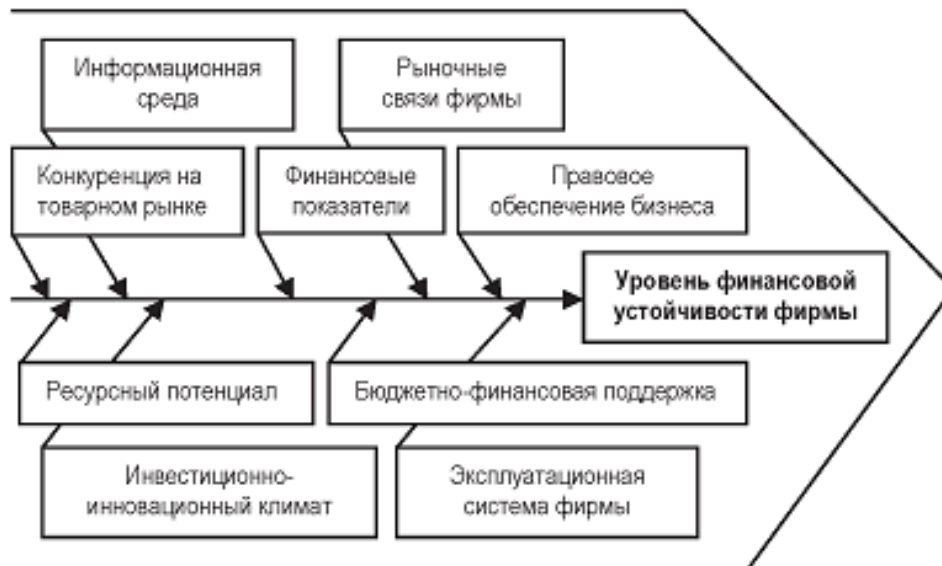 Информационная
среда
Рыночные
связи фирмы
Конкуренция на
товарном рынке
Финансовые
показатели
Правовое
обеспечение бизнеса
Уровень финансовой
устойчивости фирмы
Ресурсный потенциал
Бюджетно-финансовая поддержка
Инвестиционно-
инновационный климат
Эксплуатационная
система фирмы